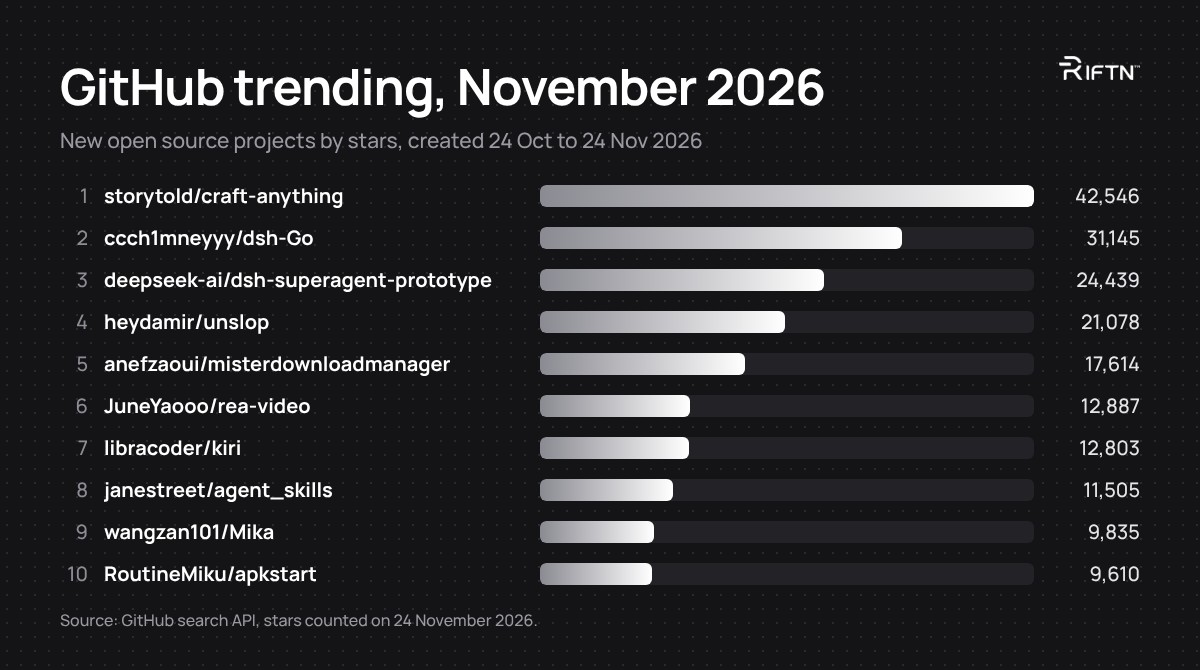 GitHub trending, November 2026
RIFTN™
New open source projects by stars, created 24 Oct to 24 Nov 2026
1 storytold/craft-anything 42,546
2 ccch1mneyyy/dsh-Go 31,145
3 deepseek-ai/dsh-superagent-prototype 24,439
4 heydamir/unslop 21,078
5 anefzaoui/misterdownloadmanager 17,614
6 JuneYaooo/rea-video 12,887
7 libracoder/kiri 12,803
8 janestreet/agent_skills 11,505
9 wangzan101/Mika 9,835
10 RoutineMiku/apkstart 9,610
Source: GitHub search API, stars counted on 24 November 2026.